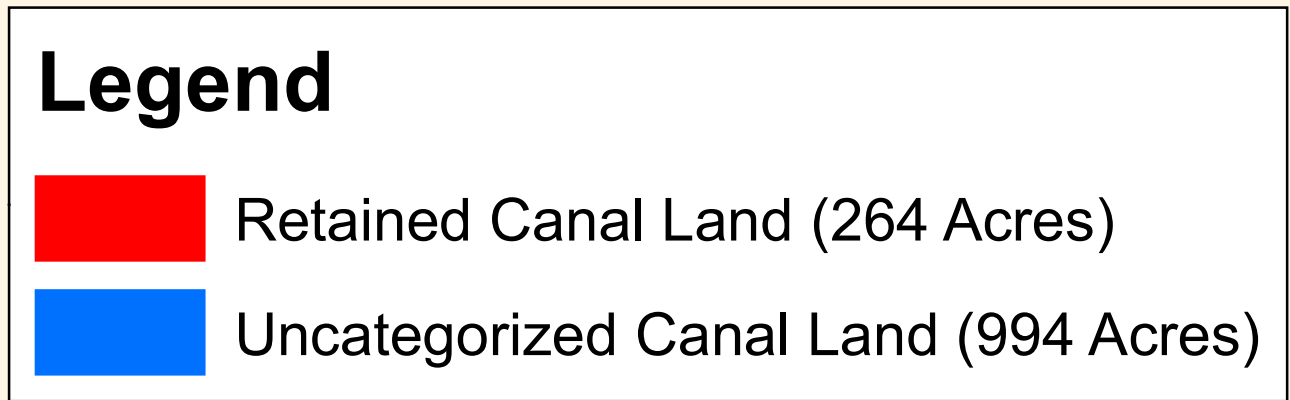 Legend
Retained Canal Land (264 Acres)
Uncategorized Canal Land (994 Acres)